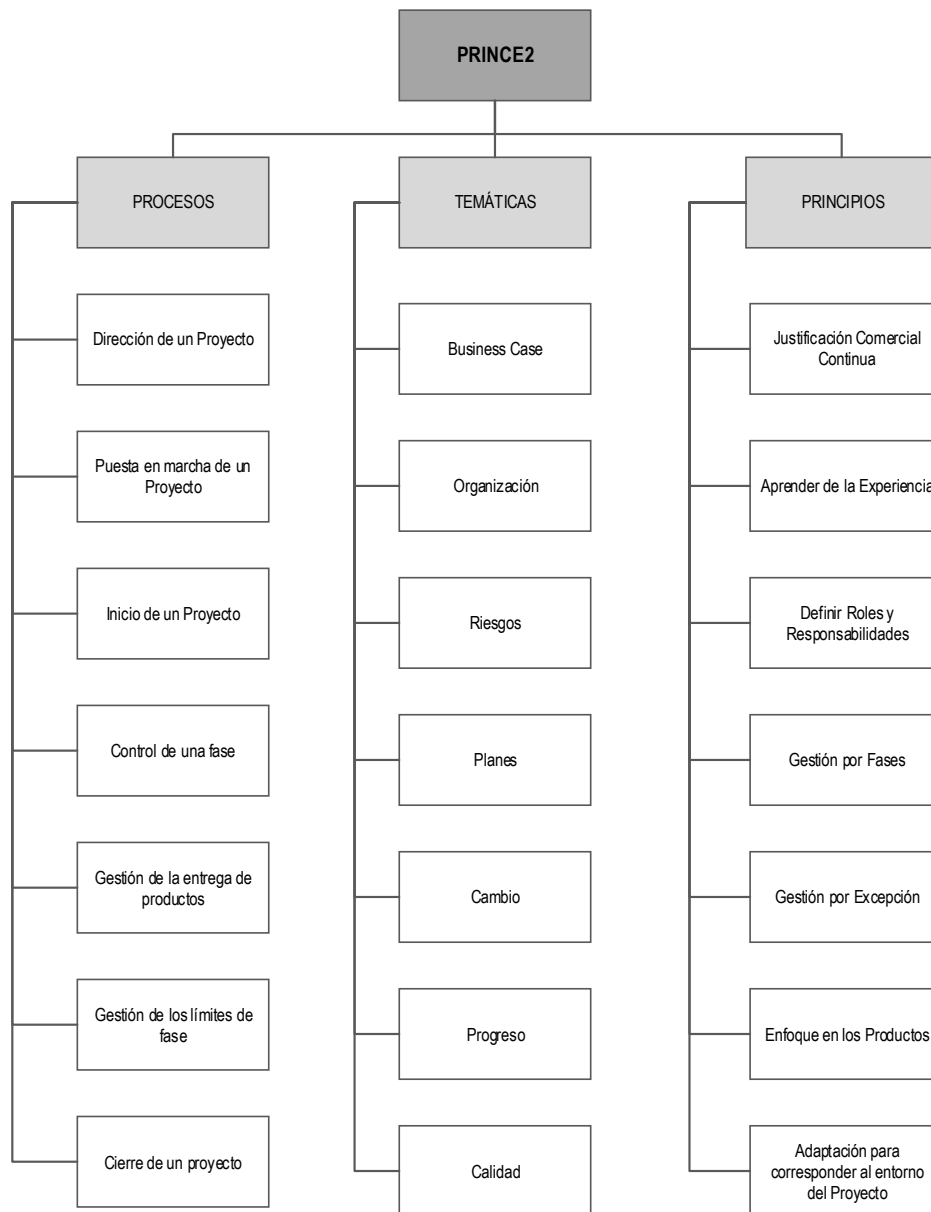 PRINCE2
PROCESOS
Dirección de un Proyecto
Puesta en marcha de un
Proyecto
Inicio de un Proyecto
Control de una fase
Gestión de la entrega de
productos
Gestión de los límites de
fase
Cierre de un proyecto
TEMÁTICAS
Business Case
Organización
Riesgos
Planes
Cambio
Progreso
Calidad
PRINCIPIOS
Justificación Comercial
Continua
Aprender de la Experiencia
Definir Roles y
Responsabilidades
Gestión por Fases
Gestión por Excepción
Enfoque en los Productos
Adaptación para
corresponder al entorno
del Proyecto